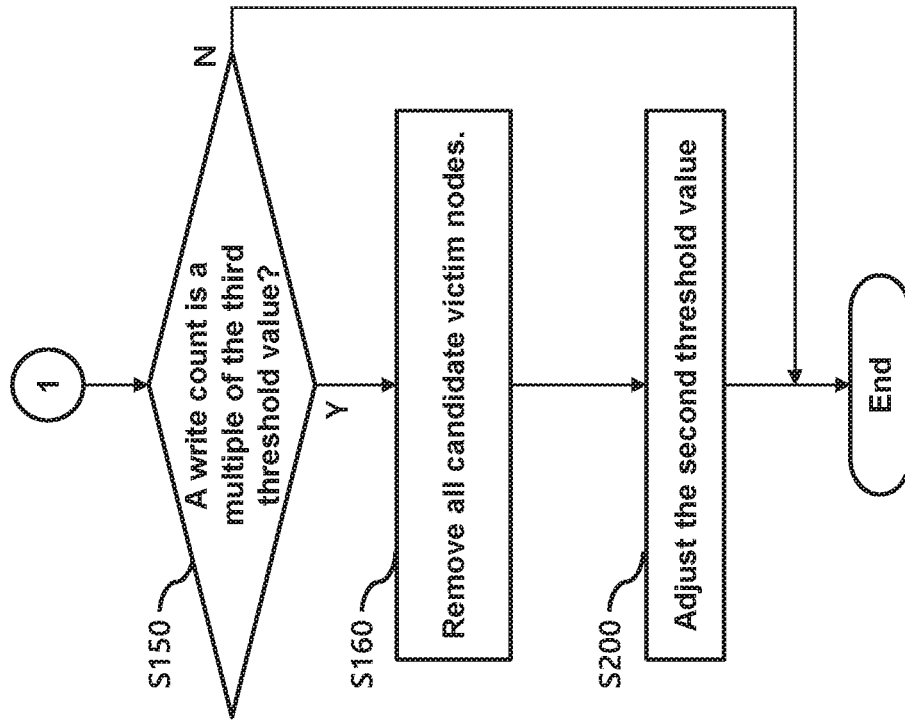 1
S150
A write count is a
multiple of the third
threshold value?
N
Y
S160
Remove all candidate victim nodes.
S200
Adjust the second threshold value
End